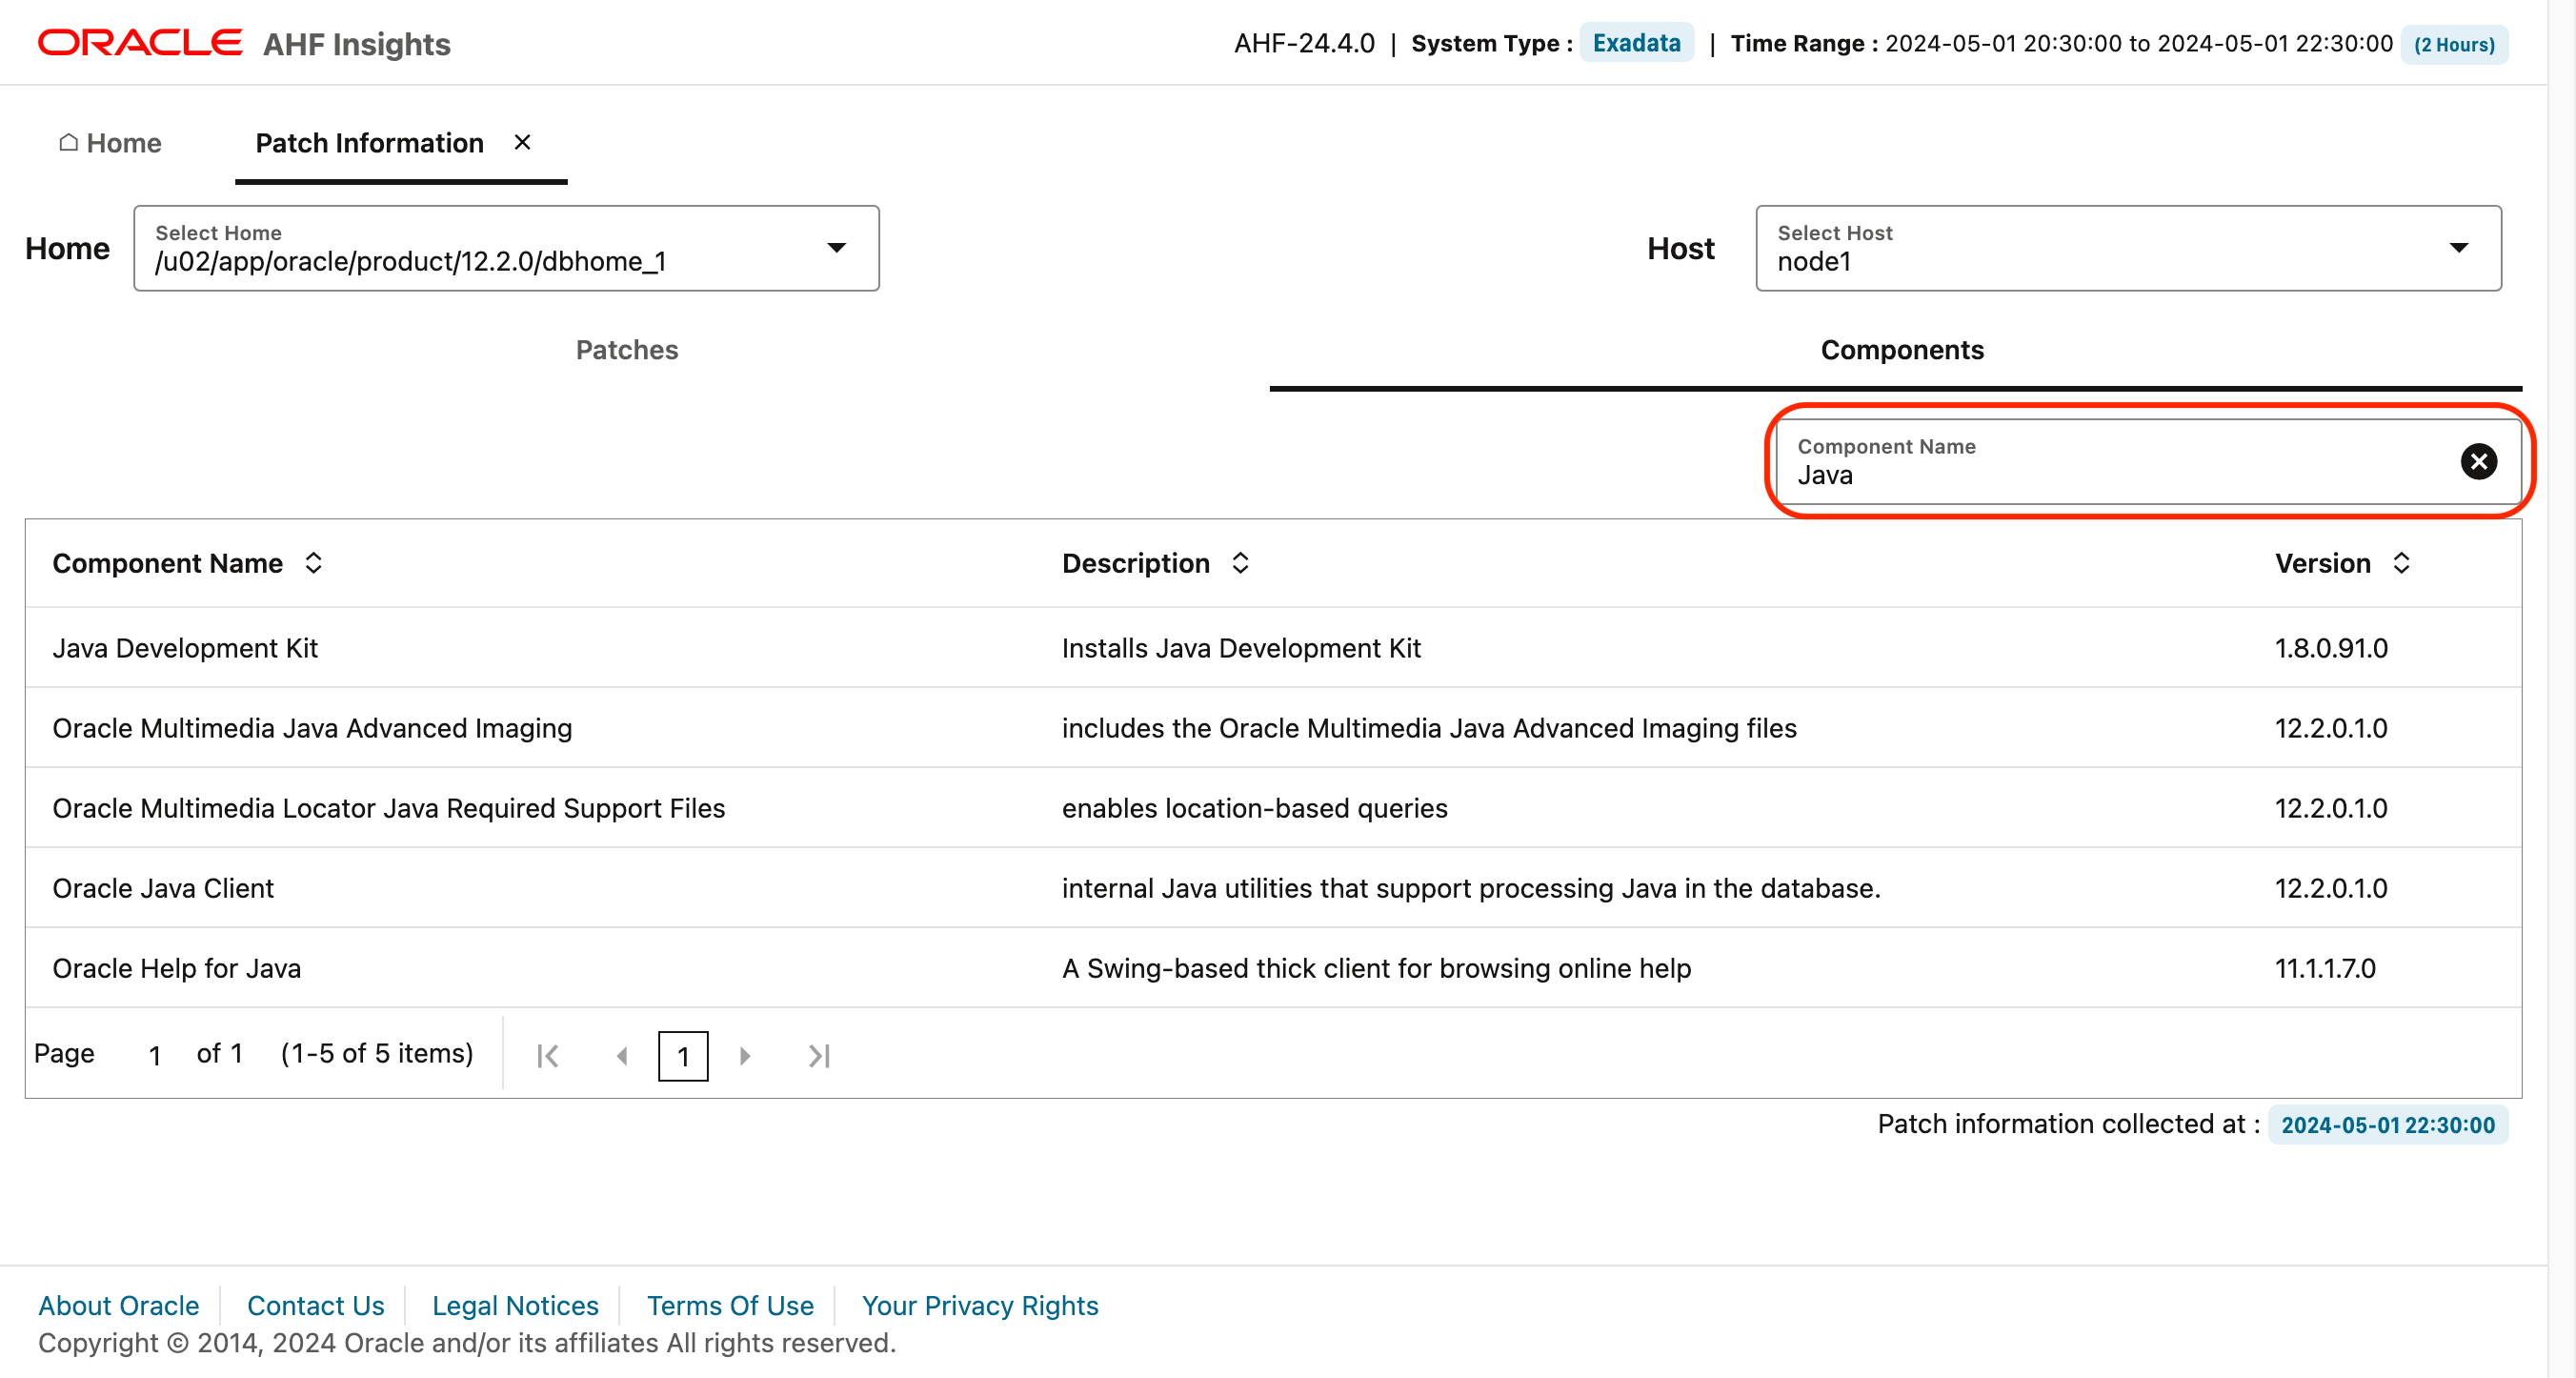 ORACLE AHF Insights AHF-24.4.0 | System Type : Exadata | Time Range : 2024-05-01 20:30:00 to 2024-05-01 22:30:00 (2 Hours)
Home Patch Information
Home Select Home /u02/app/oracle/product/12.2.0/dbhome_1 Host Select Host node1
Patches Components
Component Name
Java
Component Name Description Version
Java Development Kit Installs Java Development Kit 1.8.0.91.0
Oracle Multimedia Java Advanced Imaging includes the Oracle Multimedia Java Advanced Imaging files 12.2.0.1.0
Oracle Multimedia Locator Java Required Support Files enables location-based queries 12.2.0.1.0
Oracle Java Client internal Java utilities that support processing Java in the database. 12.2.0.1.0
Oracle Help for Java A Swing-based thick client for browsing online help 11.1.1.7.0
Page 1 of 1 (1-5 of 5 items) 1
Patch information collected at : 2024-05-01 22:30:00
About Oracle Contact Us Legal Notices Terms Of Use Your Privacy Rights
Copyright © 2014, 2024 Oracle and/or its affiliates All rights reserved.